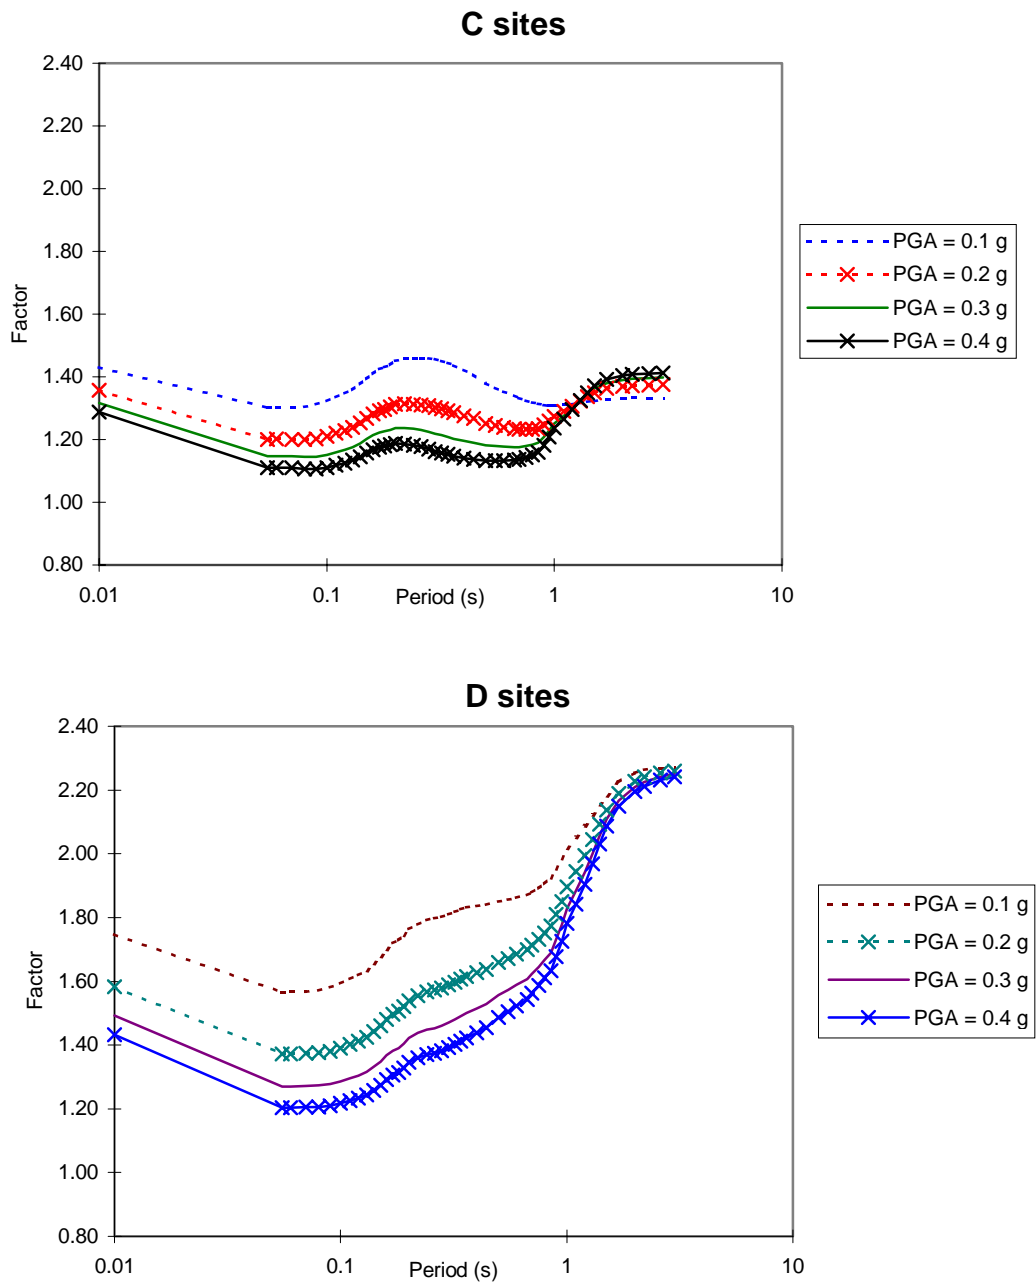 C sites
2.40
2.20
2.00
1.80
1.60
1.40
1.20
1.00
0.80
Factor
0.01
0.1
1
10
Period (s)
PGA = 0.1 g
PGA = 0.2 g
PGA = 0.3 g
PGA = 0.4 g
D sites
2.40
2.20
2.00
1.80
1.60
1.40
1.20
1.00
0.80
Factor
0.01
0.1
1
10
Period (s)
PGA = 0.1 g
PGA = 0.2 g
PGA = 0.3 g
PGA = 0.4 g